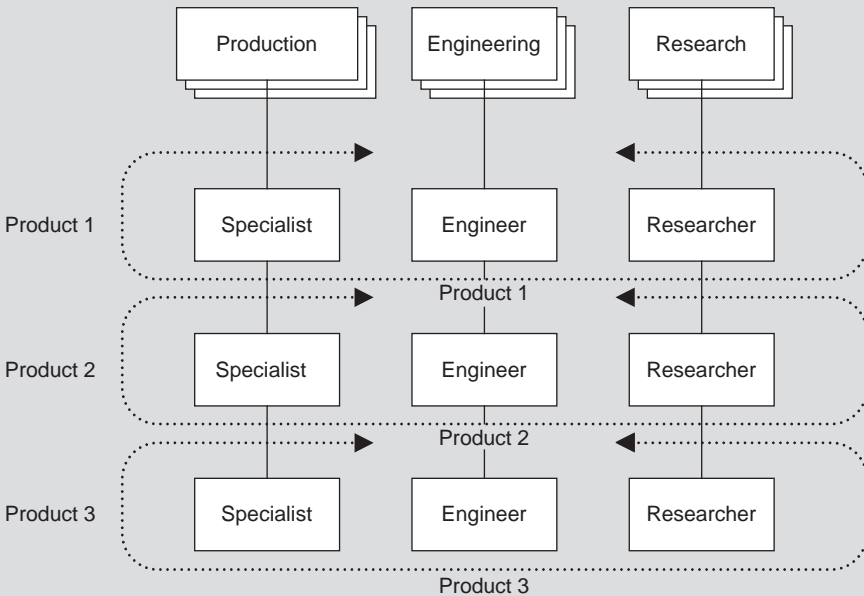 Production Engineering Research
Product 1 Specialist Engineer Researcher
Product 1
Product 2 Specialist Engineer Researcher
Product 2
Product 3 Specialist Engineer Researcher
Product 3